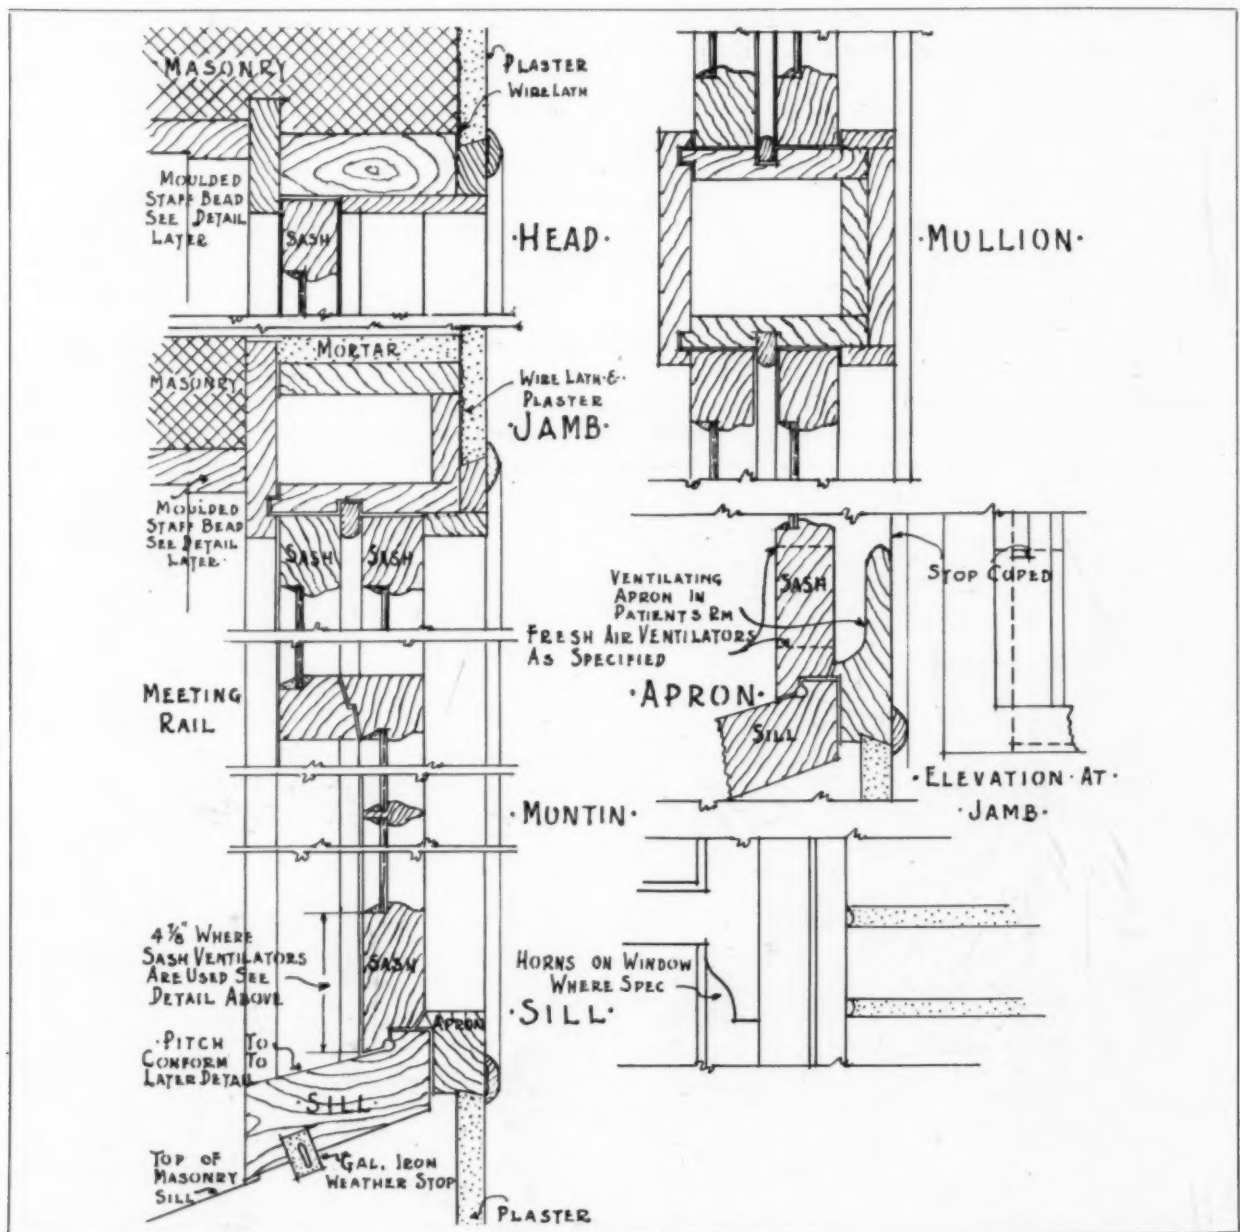 MASONRY
PLASTER
WIRE LATH
MOULDED
STAFF BEAD
SEE DETAIL
LATER
SASH
·HEAD·
·MULLION·
MORTAR
MASONRY
WIRE LATH &
PLASTER
·JAMB·
MOULDED
STAFF BEAD
SEE DETAIL
LATER
SASH
SASH
VENTILATING
APRON IN
PATIENTS RM
SASH
STOP COPED
FRESH AIR VENTILATORS
AS SPECIFIED
MEETING
RAIL
·APRON·
SILL
·ELEVATION AT·
·JAMB·
·MUNTIN·
4 7/8" WHERE
SASH VENTILATORS
ARE USED SEE
DETAIL ABOVE
SASH
HORNS ON WINDOW
WHERE SPEC
·SILL·
APRON
·PITCH TO
CONFORM TO
LATER DETAIL
·SILL·
TOP OF
MASONRY
SILL
GAL. IRON
WEATHER STOP
PLASTER